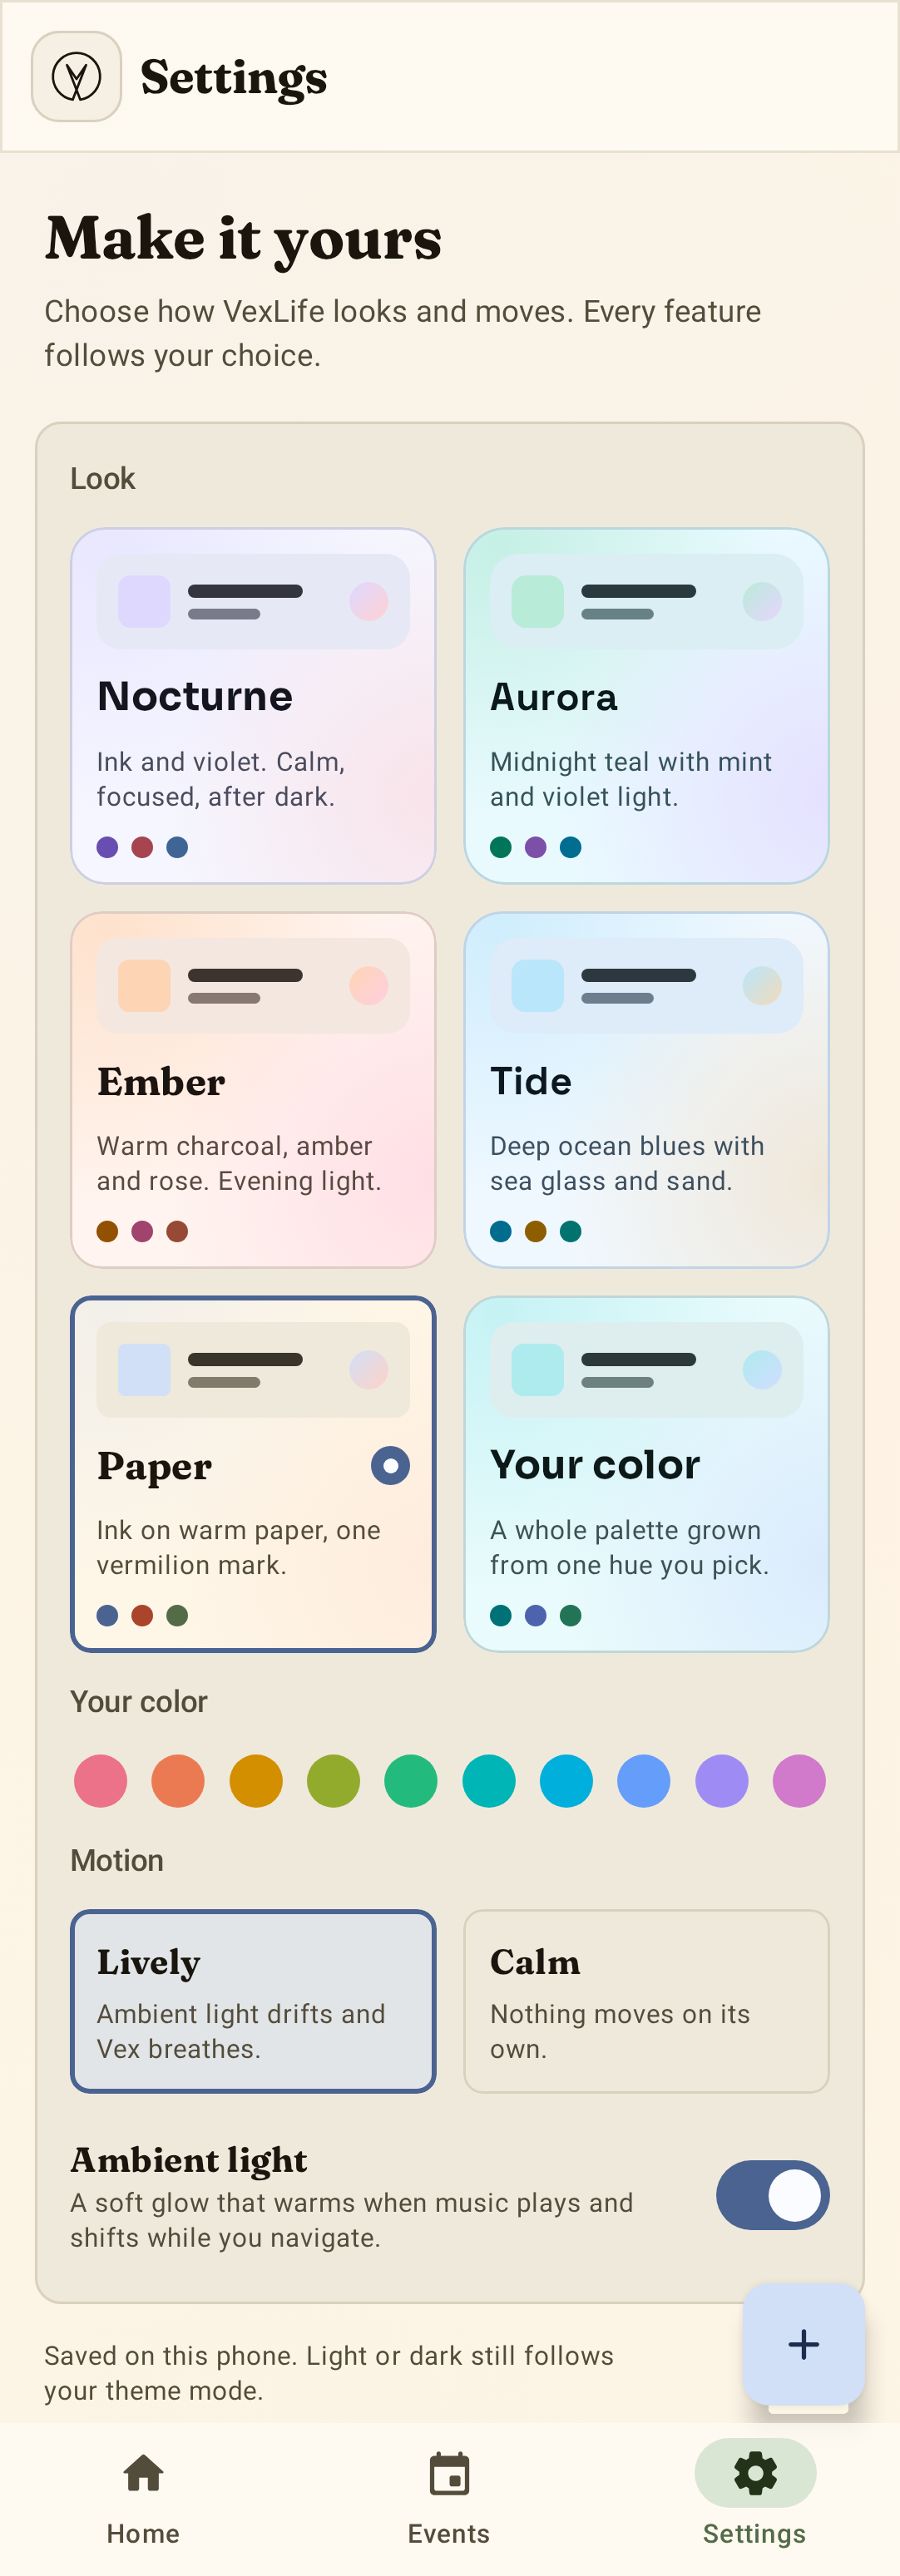 Settings
Make it yours
Choose how VexLife looks and moves. Every feature
follows your choice.
Look
Nocturne
Ink and violet. Calm,
focused, after dark.
Aurora
Midnight teal with mint
and violet light.
Ember
Warm charcoal, amber
and rose. Evening light.
Tide
Deep ocean blues with
sea glass and sand.
Paper
Ink on warm paper, one
vermilion mark.
Your color
A whole palette grown
from one hue you pick.
Your color
Motion
Lively
Ambient light drifts and
Vex breathes.
Calm
Nothing moves on its
own.
Ambient light
A soft glow that warms when music plays and
shifts while you navigate.
Saved on this phone. Light or dark still follows
your theme mode.
Home
Events
Settings